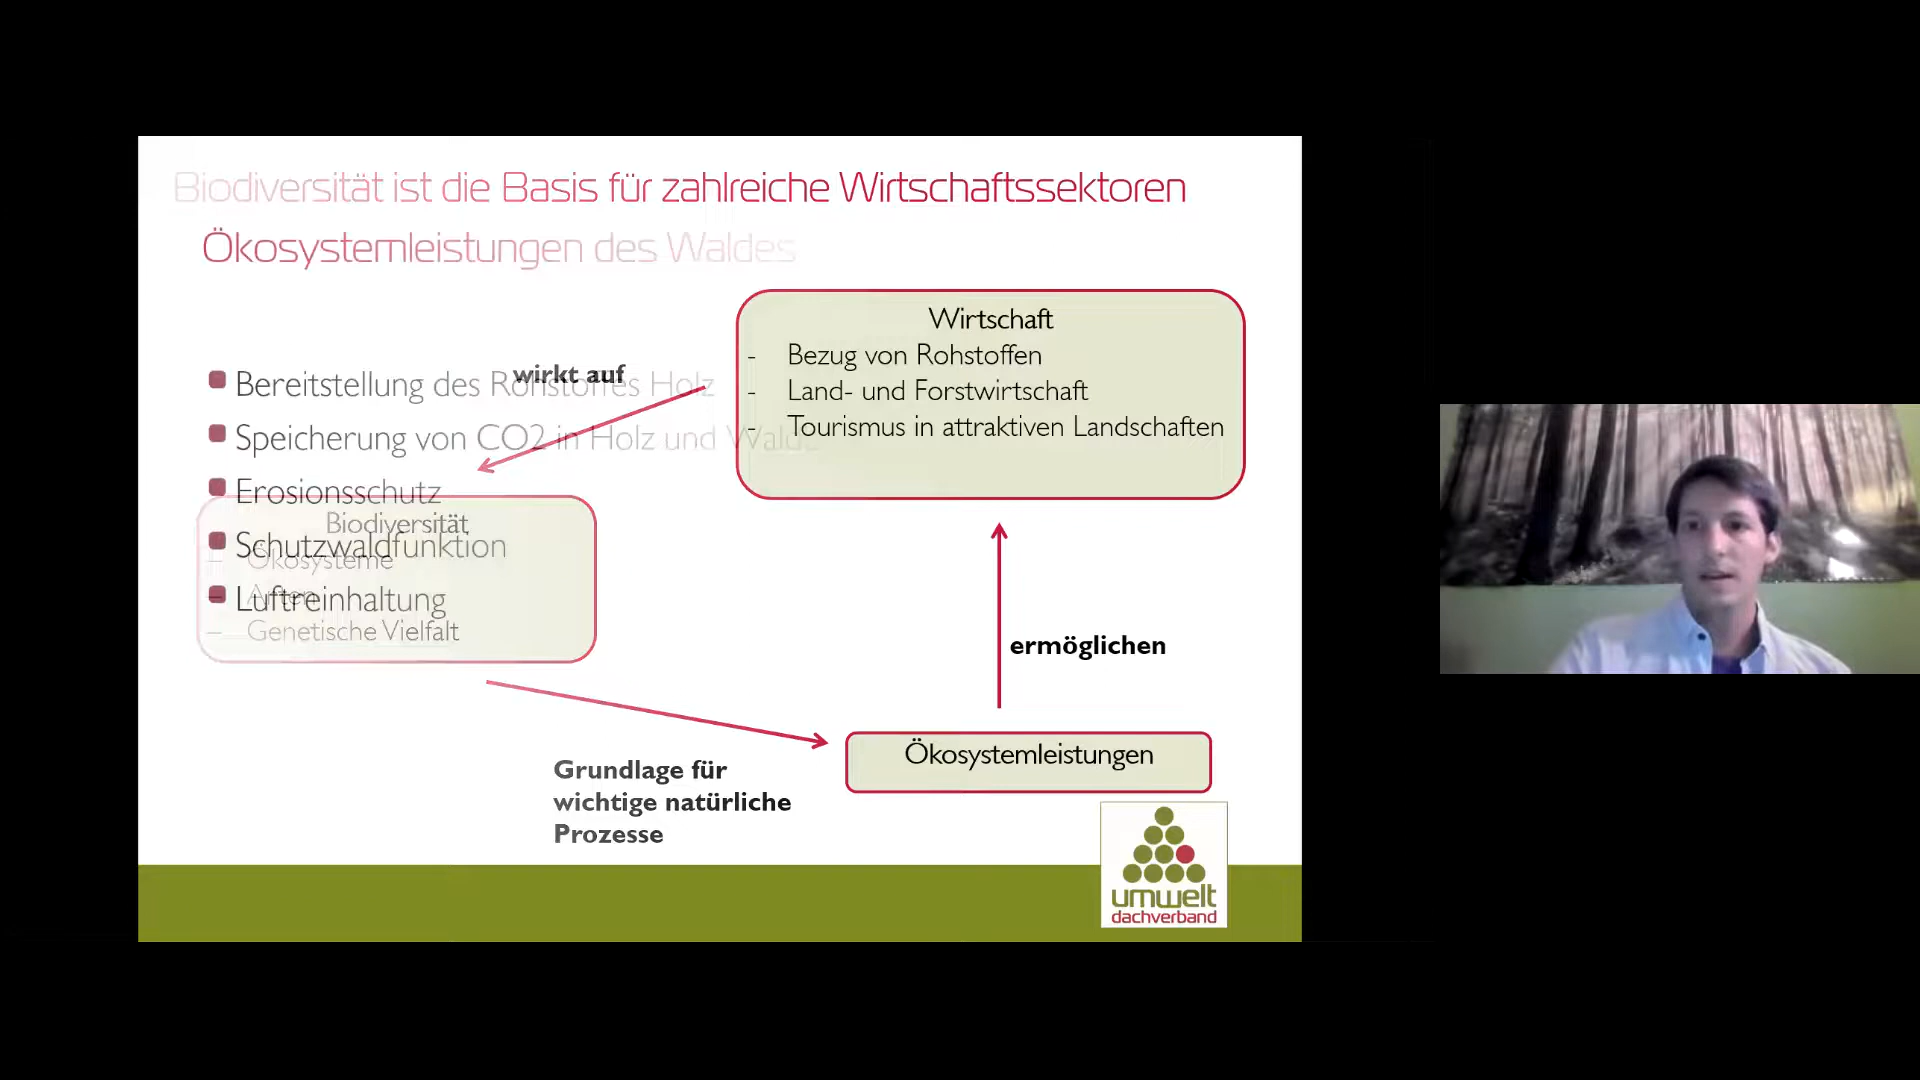 Biodiversität ist die Basis für zahlreiche Wirtschaftssektoren
Ökosystemleistungen des Waldes
Wirtschaft
- Bezug von Rohstoffen
- Land- und Forstwirtschaft
- Tourismus in attraktiven Landschaften
wirkt auf
Bereitstellung des Rohstoffes Holz
Speicherung von CO2 in Holz und Wald
Erosionsschutz
Schutzwaldfunktion
Luftreinhaltung
Biodiversität
– Ökosysteme
– Arten
– Genetische Vielfalt
ermöglichen
Grundlage für
wichtige natürliche
Prozesse
Ökosystemleistungen
umwelt
dachverband